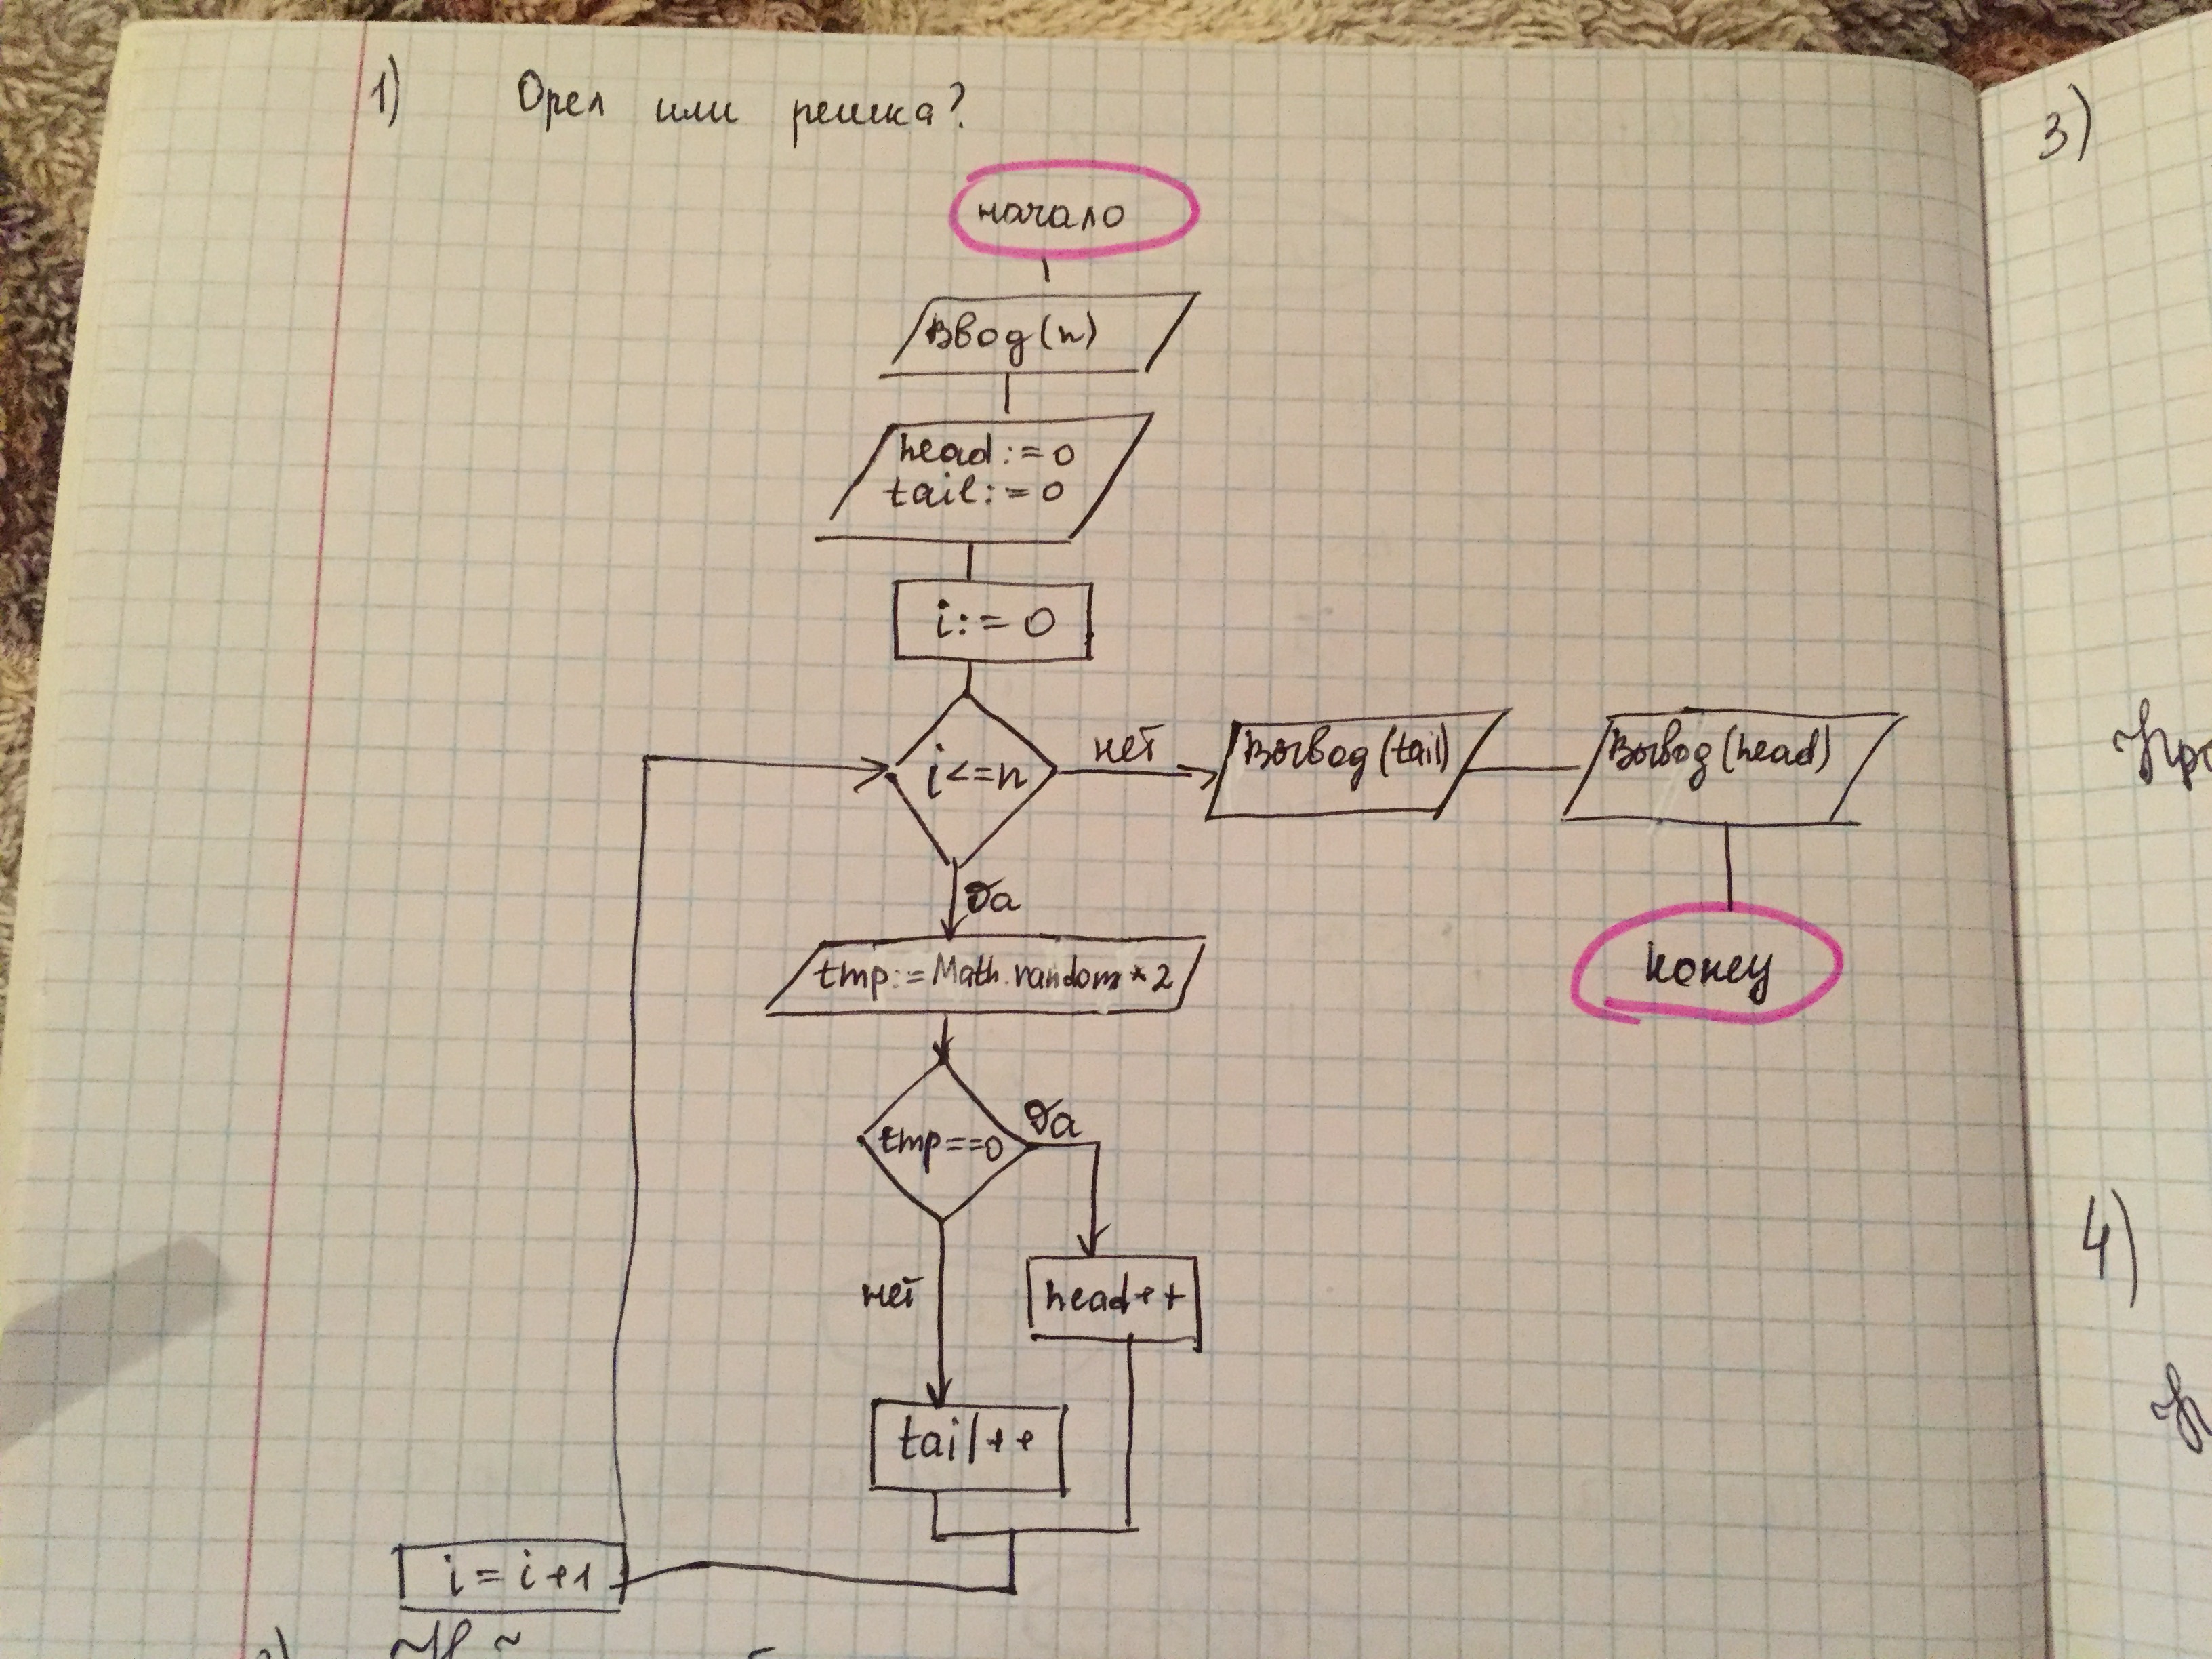 1) Орел или решка?
начало
ввод (n)
head := 0
tail := 0
i := 0
i <= n
нет
вывод (tail)
вывод (head)
конец
да
tmp := Math.random * 2
tmp == 0
да
нет
head++
tail++
i = i + 1
3)
4)